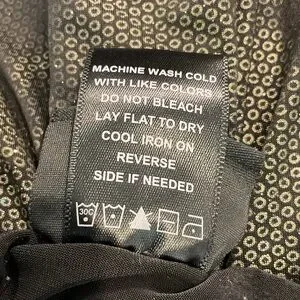 MACHINE WASH COLD
WITH LIKE COLORS
DO NOT BLEACH
LAY FLAT TO DRY
COOL IRON ON
REVERSE
SIDE IF NEEDED
30C